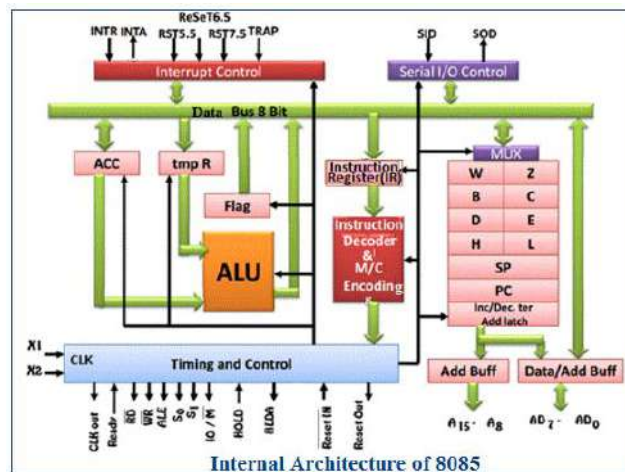 ReSeT6.5
INTR INTA RST5.5 RST7.5 TRAP
SID SOD
Interrupt Control
Serial I/O Control
Data Bus 8 Bit
ACC
tmp R
Flag
ALU
Instruction
Register(IR)
Instruction
Decoder
&
M/C
Encoding
MUX
W Z
B C
D E
H L
SP
PC
Inc/Dec. ter
Add latch
X1
X2
CLK
Timing and Control
Add Buff
Data/Add Buff
CLK out
Ready
RD
WR
ALE
S0
S1
IO / M
HOLD
HLDA
Reset IN
Reset Out
A15- A8
AD7- AD0
Internal Architecture of 8085